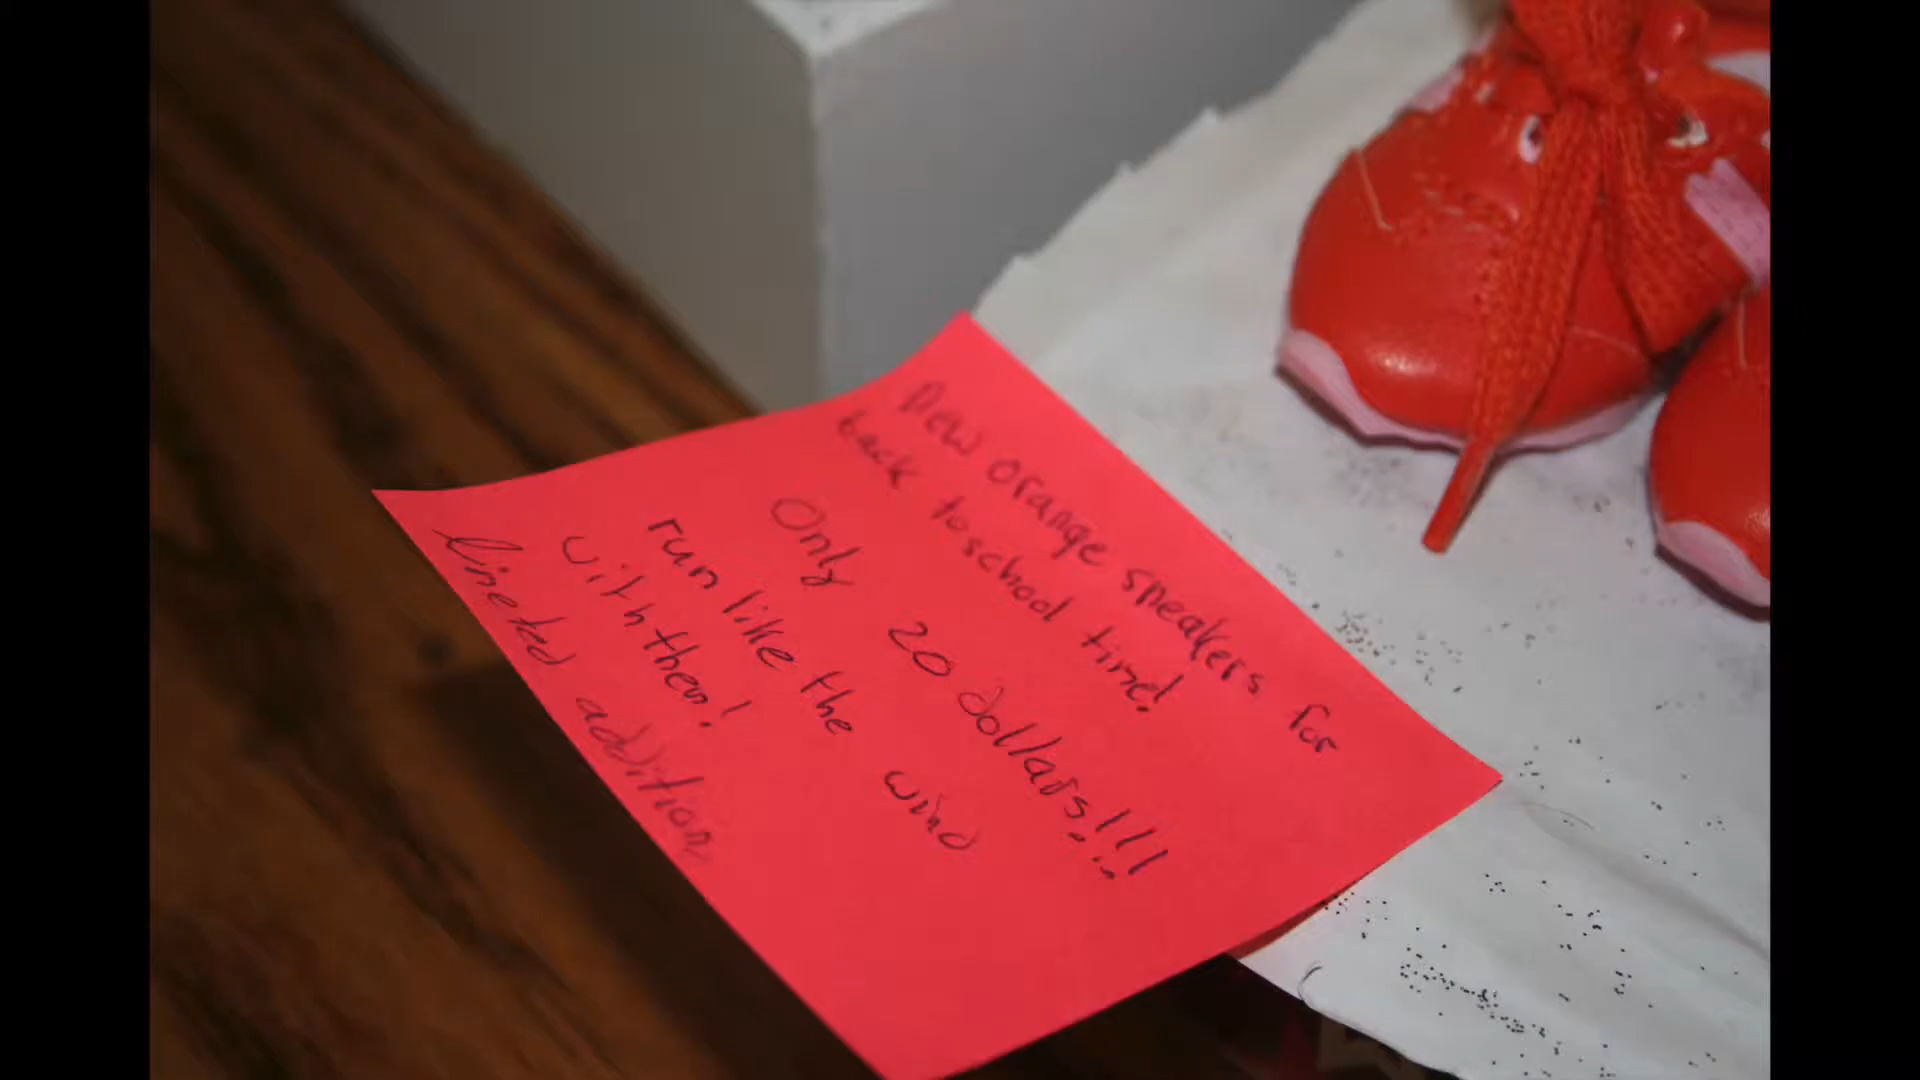 new orange sneakers for
back to school time!
Only 20 dollars!!!
run like the wind
with them!
limited addition